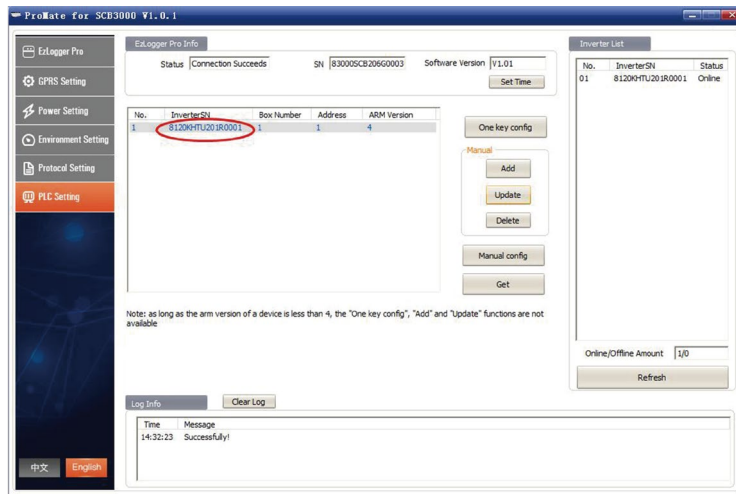 ProMate for SCB3000 V1.0.1
EzLogger Pro
GPRS Setting
Power Setting
Environment Setting
Protocol Setting
PLC Setting
中文 English
EzLogger Pro Info
Status Connection Succeeds SN 83000SCB206G0003 Software Version V1.01
Set Time
No. InverterSN Box Number Address ARM Version
1 8120KHTU201R0001 1 1 4
One key config
Manual
Add
Update
Delete
Manual config
Get
Note: as long as the arm version of a device is less than 4, the "One key config", "Add" and "Update" functions are not
available
Log Info Clear Log
Time Message
14:32:23 Successfully!
Inverter List
No. InverterSN Status
01 8120KHTU201R0001 Online
Online/Offline Amount 1/0
Refresh